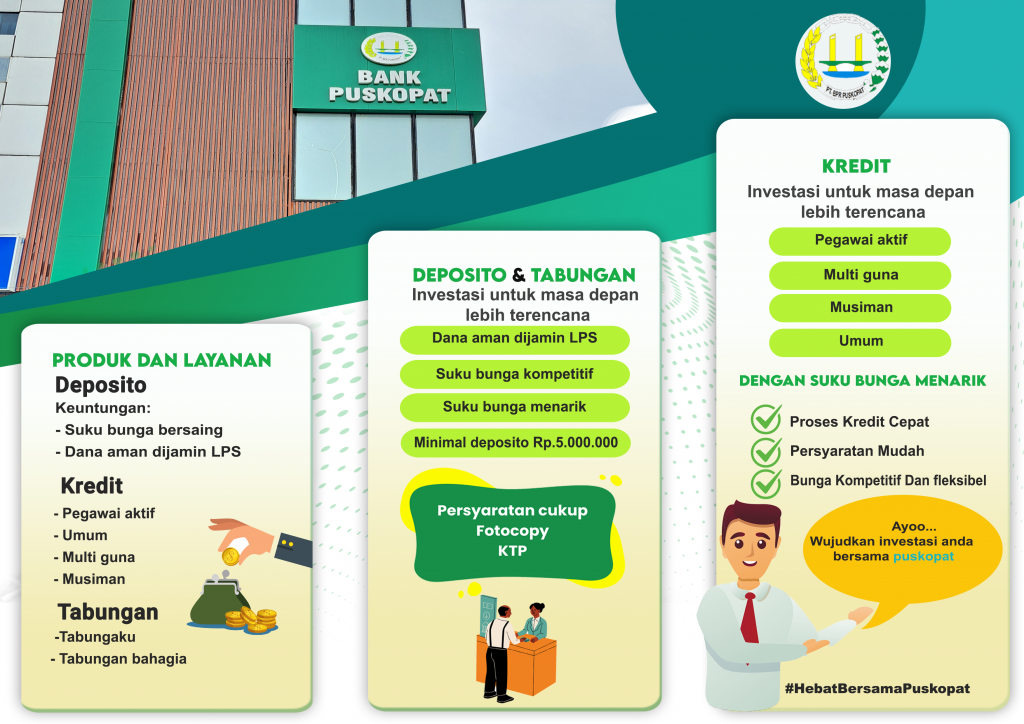 BANK
PUSKOPAT
PT. BPR PUSKOPAT
PRODUK DAN LAYANAN
Deposito
Keuntungan:
- Suku bunga bersaing
- Dana aman dijamin LPS
Kredit
- Pegawai aktif
- Umum
- Multi guna
- Musiman
Tabungan
-Tabungaku
- Tabungan bahagia
DEPOSITO & TABUNGAN
Investasi untuk masa depan
lebih terencana
Dana aman dijamin LPS
Suku bunga kompetitif
Suku bunga menarik
Minimal deposito Rp.5.000.000
Persyaratan cukup
Fotocopy
KTP
KREDIT
Investasi untuk masa depan
lebih terencana
Pegawai aktif
Multi guna
Musiman
Umum
DENGAN SUKU BUNGA MENARIK
Proses Kredit Cepat
Persyaratan Mudah
Bunga Kompetitif Dan fleksibel
Ayoo...
Wujudkan investasi anda
bersama puskopat
#HebatBersamaPuskopat